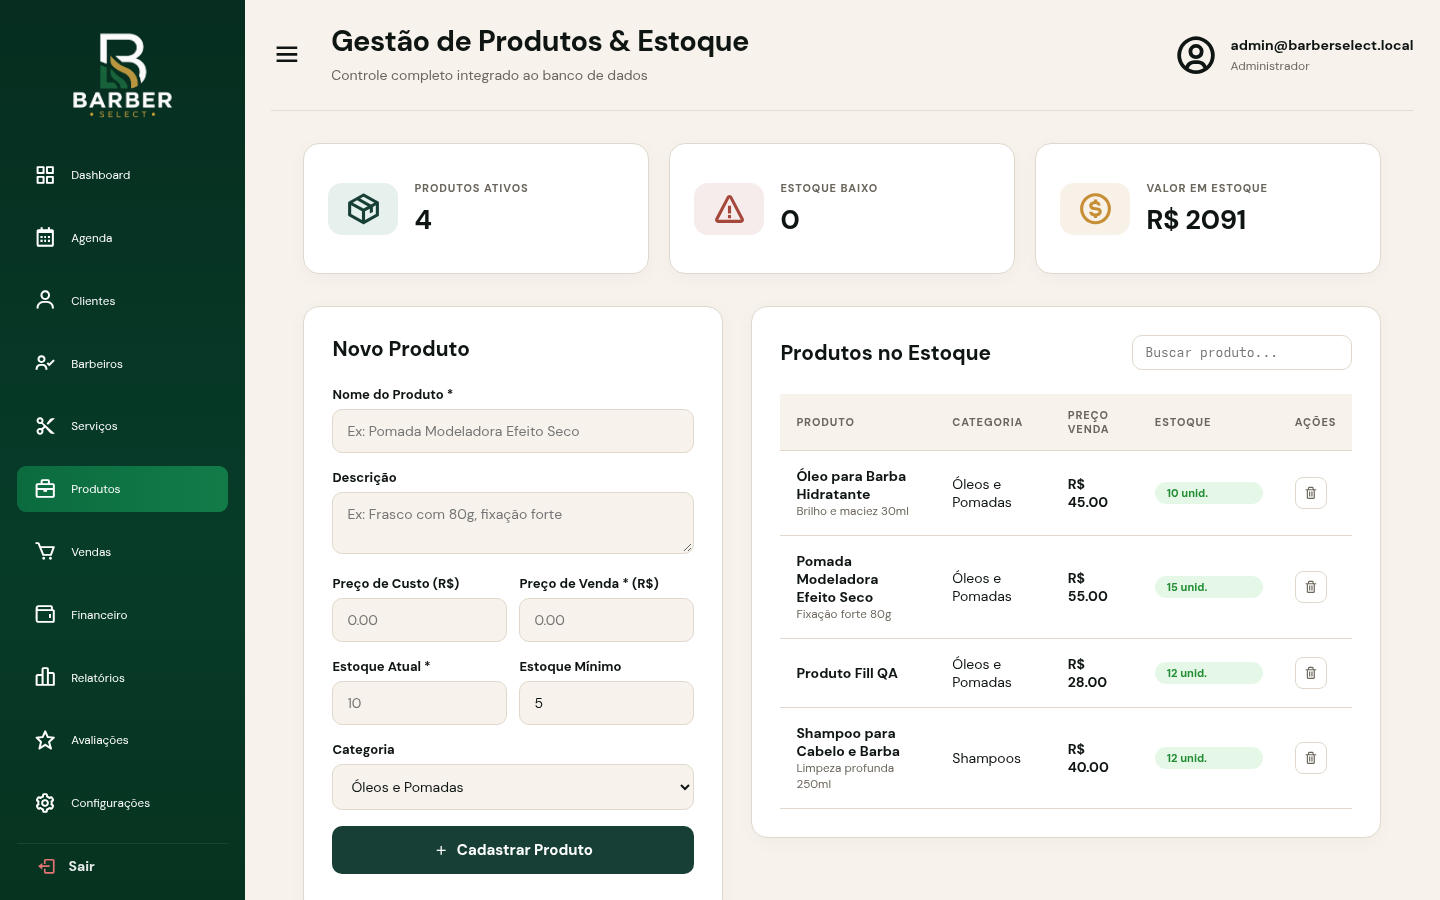 BARBER
SELECT
Dashboard
Agenda
Clientes
Barbeiros
Serviços
Produtos
Vendas
Financeiro
Relatórios
Avaliações
Configurações
Sair
Gestão de Produtos & Estoque
Controle completo integrado ao banco de dados
admin@barberselect.local
Administrador
PRODUTOS ATIVOS
4
ESTOQUE BAIXO
0
VALOR EM ESTOQUE
R$ 2091
Novo Produto
Nome do Produto *
Ex: Pomada Modeladora Efeito Seco
Descrição
Ex: Frasco com 80g, fixação forte
Preço de Custo (R$)
Preço de Venda * (R$)
0.00
0.00
Estoque Atual *
Estoque Mínimo
10
5
Categoria
Óleos e Pomadas
+ Cadastrar Produto
Produtos no Estoque
Buscar produto...
PRODUTO
CATEGORIA
PREÇO
VENDA
ESTOQUE
AÇÕES
Óleo para Barba
Hidratante
Brilho e maciez 30ml
Óleos e
Pomadas
R$
45.00
10 unid.
Pomada
Modeladora
Efeito Seco
Fixação forte 80g
Óleos e
Pomadas
R$
55.00
15 unid.
Produto Fill QA
Óleos e
Pomadas
R$
28.00
12 unid.
Shampoo para
Cabelo e Barba
Limpeza profunda
250ml
Shampoos
R$
40.00
12 unid.